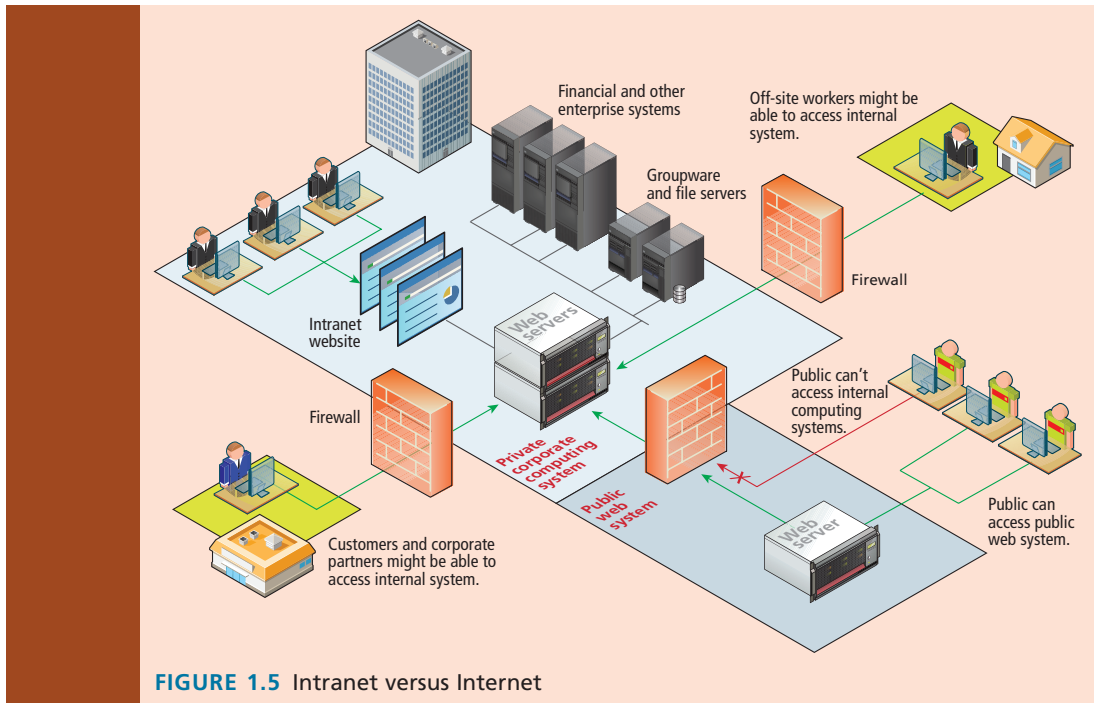 Financial and other
enterprise systems
Off-site workers might be
able to access internal
system.
Groupware
and file servers
Firewall
Intranet
website
Web
servers
Firewall
Public can't
access internal
computing
systems.
Private
corporate
computing
system
Public
web
system
Web
server
Public can
access public
web system.
Customers and corporate
partners might be able to
access internal system.
FIGURE 1.5 Intranet versus Internet